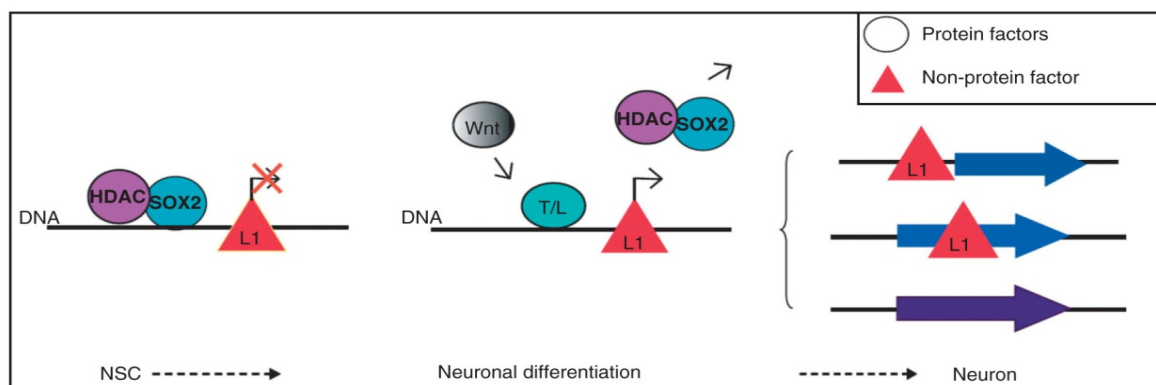 Protein factors
Non-protein factor
HDAC
SOX2
DNA
L1
Wnt
HDAC
SOX2
T/L
DNA
L1
L1
L1
NSC
Neuronal differentiation
Neuron